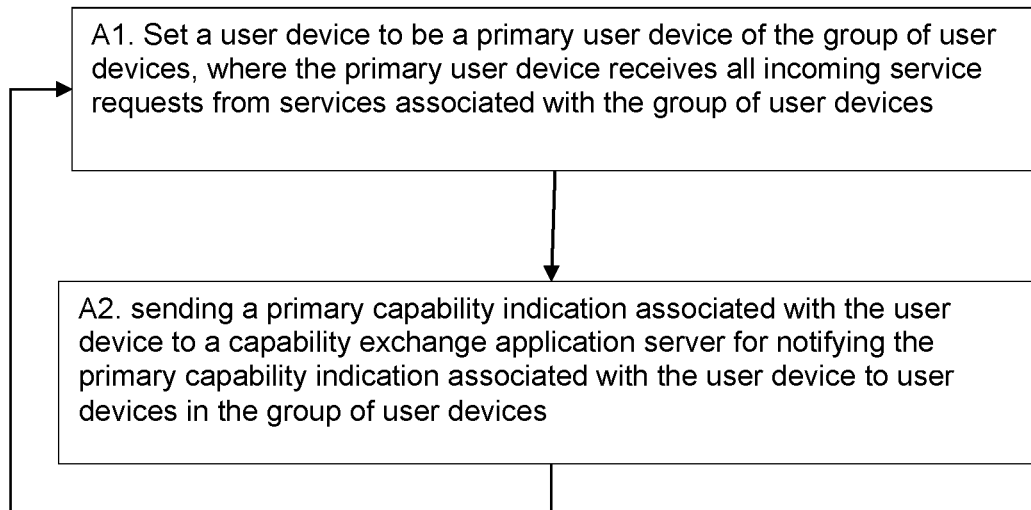 A1. Set a user device to be a primary user device of the group of user
devices, where the primary user device receives all incoming service
requests from services associated with the group of user devices
A2. sending a primary capability indication associated with the user
device to a capability exchange application server for notifying the
primary capability indication associated with the user device to user
devices in the group of user devices